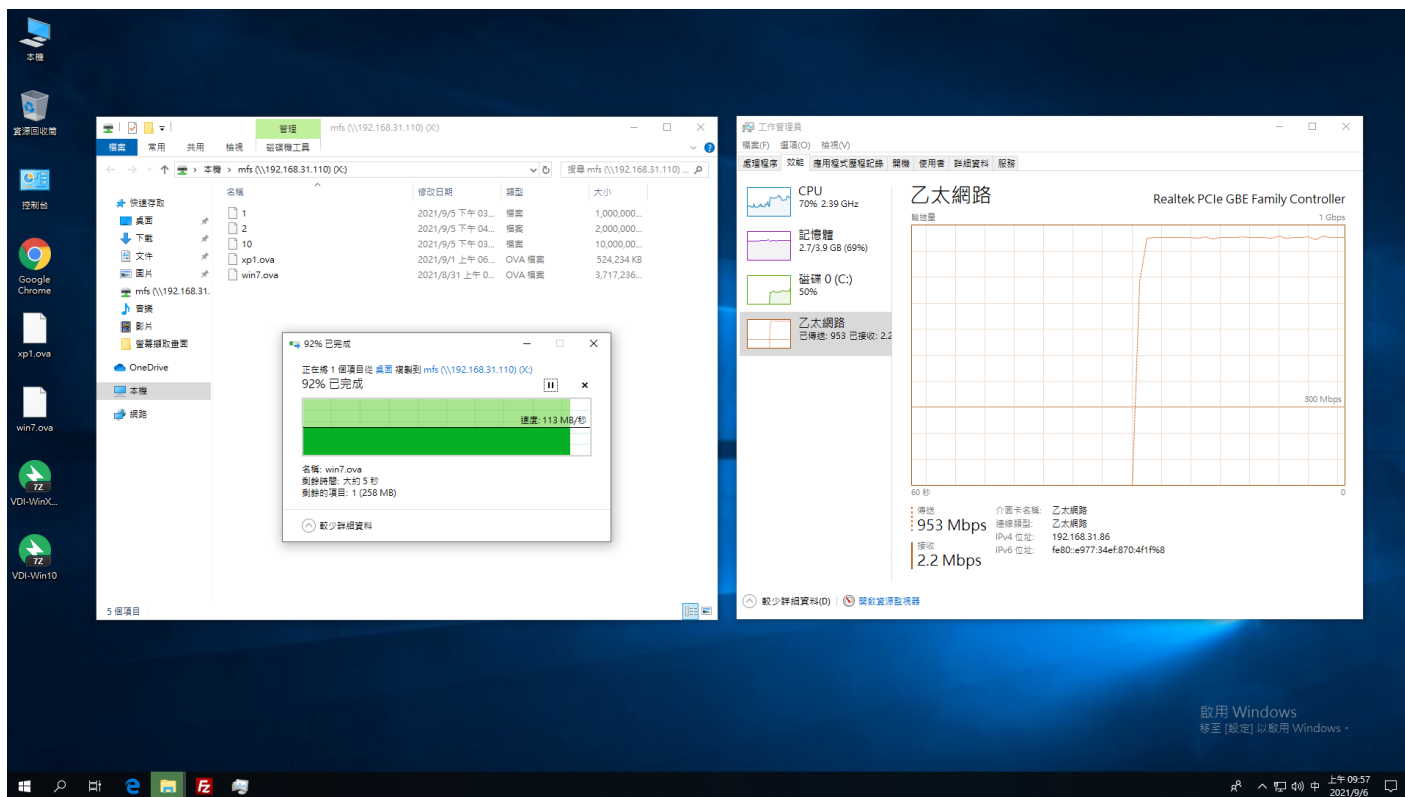 本機
資源回收筒
控制台
Google
Chrome
xp1.ova
win7.ova
VDI-WinX...
VDI-Win10
管理
mfs (\\192.168.31.110) (X:)
檔案
常用
共用
檢視
磁碟機工具
本機 › mfs (\\192.168.31.110) (X:)
搜尋 mfs (\\192.168.31.110) ...
名稱
修改日期
類型
大小
快速存取
桌面
下載
文件
圖片
mfs (\\192.168.31.
音樂
影片
螢幕擷取畫面
OneDrive
本機
網路
1 2021/9/5 下午 03... 檔案 1,000,000...
2 2021/9/5 下午 04... 檔案 2,000,000...
10 2021/9/5 下午 03... 檔案 10,000,00...
xp1.ova 2021/9/1 上午 06... OVA 檔案 524,234 KB
win7.ova 2021/8/31 上午 0... OVA 檔案 3,717,236...
5 個項目
92% 已完成
正在將 1 個項目從 桌面 複製到 mfs (\\192.168.31.110) (X:)
92% 已完成
速度: 113 MB/秒
名稱: win7.ova
剩餘時間: 大約 5 秒
剩餘的項目: 1 (258 MB)
較少詳細資料
工作管理員
檔案(F) 選項(O) 檢視(V)
處理程序 效能 應用程式歷程記錄 開機 使用者 詳細資料 服務
CPU
70% 2.39 GHz
記憶體
2.7/3.9 GB (69%)
磁碟 0 (C:)
50%
乙太網路
已傳送: 953 已接收: 2.2
乙太網路
Realtek PCIe GBE Family Controller
輸送量
1 Gbps
300 Mbps
60 秒
0
傳送
953 Mbps
接收
2.2 Mbps
介面卡名稱: 乙太網路
連線類型: 乙太網路
IPv4 位址: 192.168.31.86
IPv6 位址: fe80::e977:34ef:870:4f1f%8
較少詳細資料(D)
開啟資源監視器
啟用 Windows
移至 [設定] 以啟用 Windows。
中
上午 09:57
2021/9/6